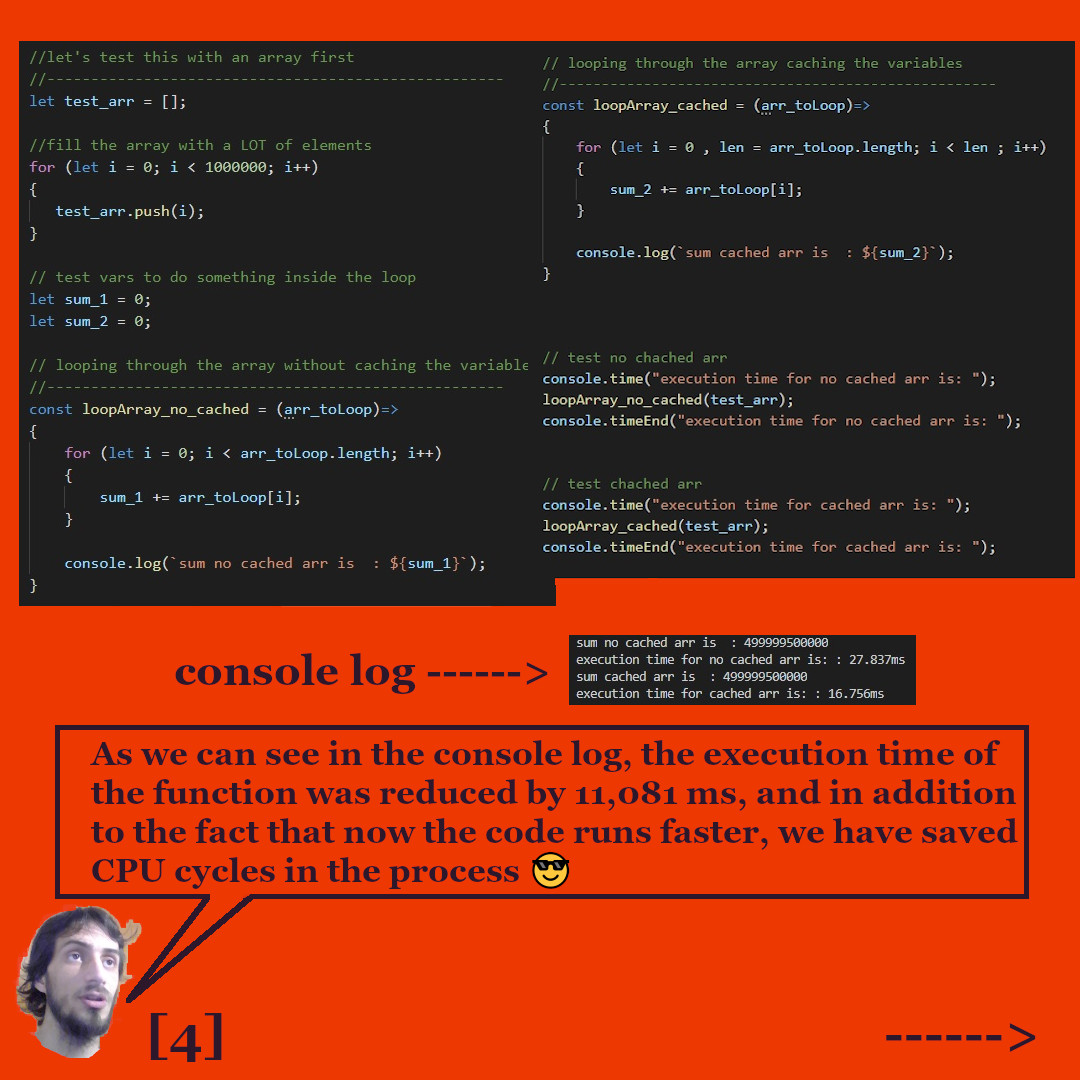 //let's test this with an array first
//----------------------------------------------------
let test_arr = [];
//fill the array with a LOT of elements
for (let i = 0; i < 1000000; i++)
{
test_arr.push(i);
}
// test vars to do something inside the loop
let sum_1 = 0;
let sum_2 = 0;
// looping through the array without caching the variable
//----------------------------------------------------
const loopArray_no_cached = (arr_toLoop)=>
{
for (let i = 0; i < arr_toLoop.length; i++)
{
sum_1 += arr_toLoop[i];
}
console.log(`sum no cached arr is  : ${sum_1}`);
}
// looping through the array caching the variables
//--------------------------------------------------
const loopArray_cached = (arr_toLoop)=>
{
for (let i = 0 , len = arr_toLoop.length; i < len ; i++)
{
sum_2 += arr_toLoop[i];
}
console.log(`sum cached arr is  : ${sum_2}`);
}
// test no chached arr
console.time("execution time for no cached arr is: ");
loopArray_no_cached(test_arr);
console.timeEnd("execution time for no cached arr is: ");
// test chached arr
console.time("execution time for cached arr is: ");
loopArray_cached(test_arr);
console.timeEnd("execution time for cached arr is: ");
console log ------>
sum no cached arr is  : 499999500000
execution time for no cached arr is: : 27.837ms
sum cached arr is  : 499999500000
execution time for cached arr is: : 16.756ms
As we can see in the console log, the execution time of
the function was reduced by 11,081 ms, and in addition
to the fact that now the code runs faster, we have saved
CPU cycles in the process 😎
[4]
------>